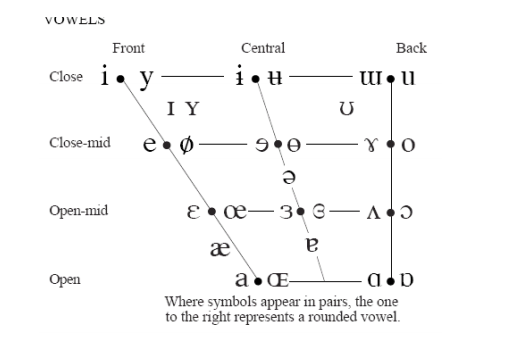 VOWELS
Front Central Back
Close i • y ɨ • ʉ ɯ • u
ɪ ʏ ʊ
Close-mid e • ø ɘ • ɵ ɤ • o
ə
Open-mid ɛ • œ ɜ • ɞ ʌ • ɔ
æ ɐ
Open a • ɶ ɑ • ɒ
Where symbols appear in pairs, the one
to the right represents a rounded vowel.